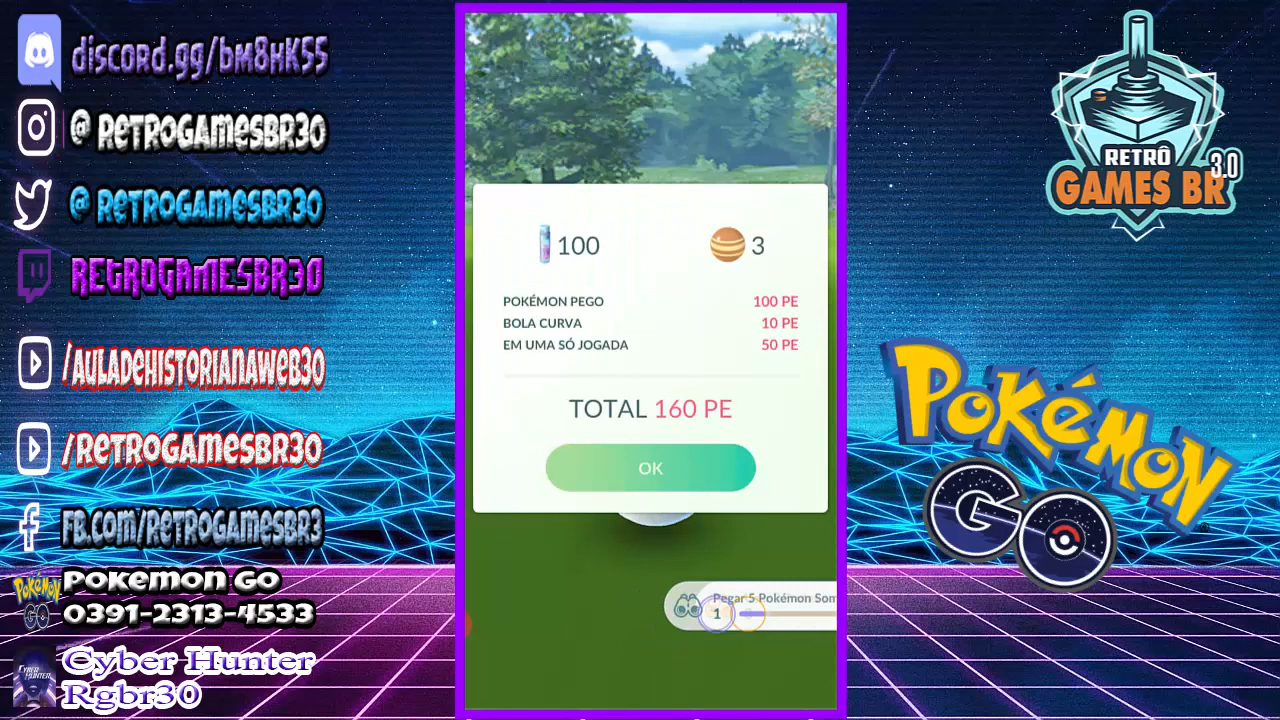 discord.gg/bm8hK55
@ RetroGamesBR30
@ RetroGamesBR30
RetroGamesBR30
/AuladeHistorianaWeb30
/RetroGamesBR30
fb.com/RetroGamesBR3
Pokemon GO
0391-2313-4533
Cyber Hunter
Rgbr30
100
3
POKÉMON PEGO 100 PE
BOLA CURVA 10 PE
EM UMA SÓ JOGADA 50 PE
TOTAL 160 PE
OK
Pegar 5 Pokémon Som
1
RETRÔ
GAMES BR
3.0
POKÉMON
GO